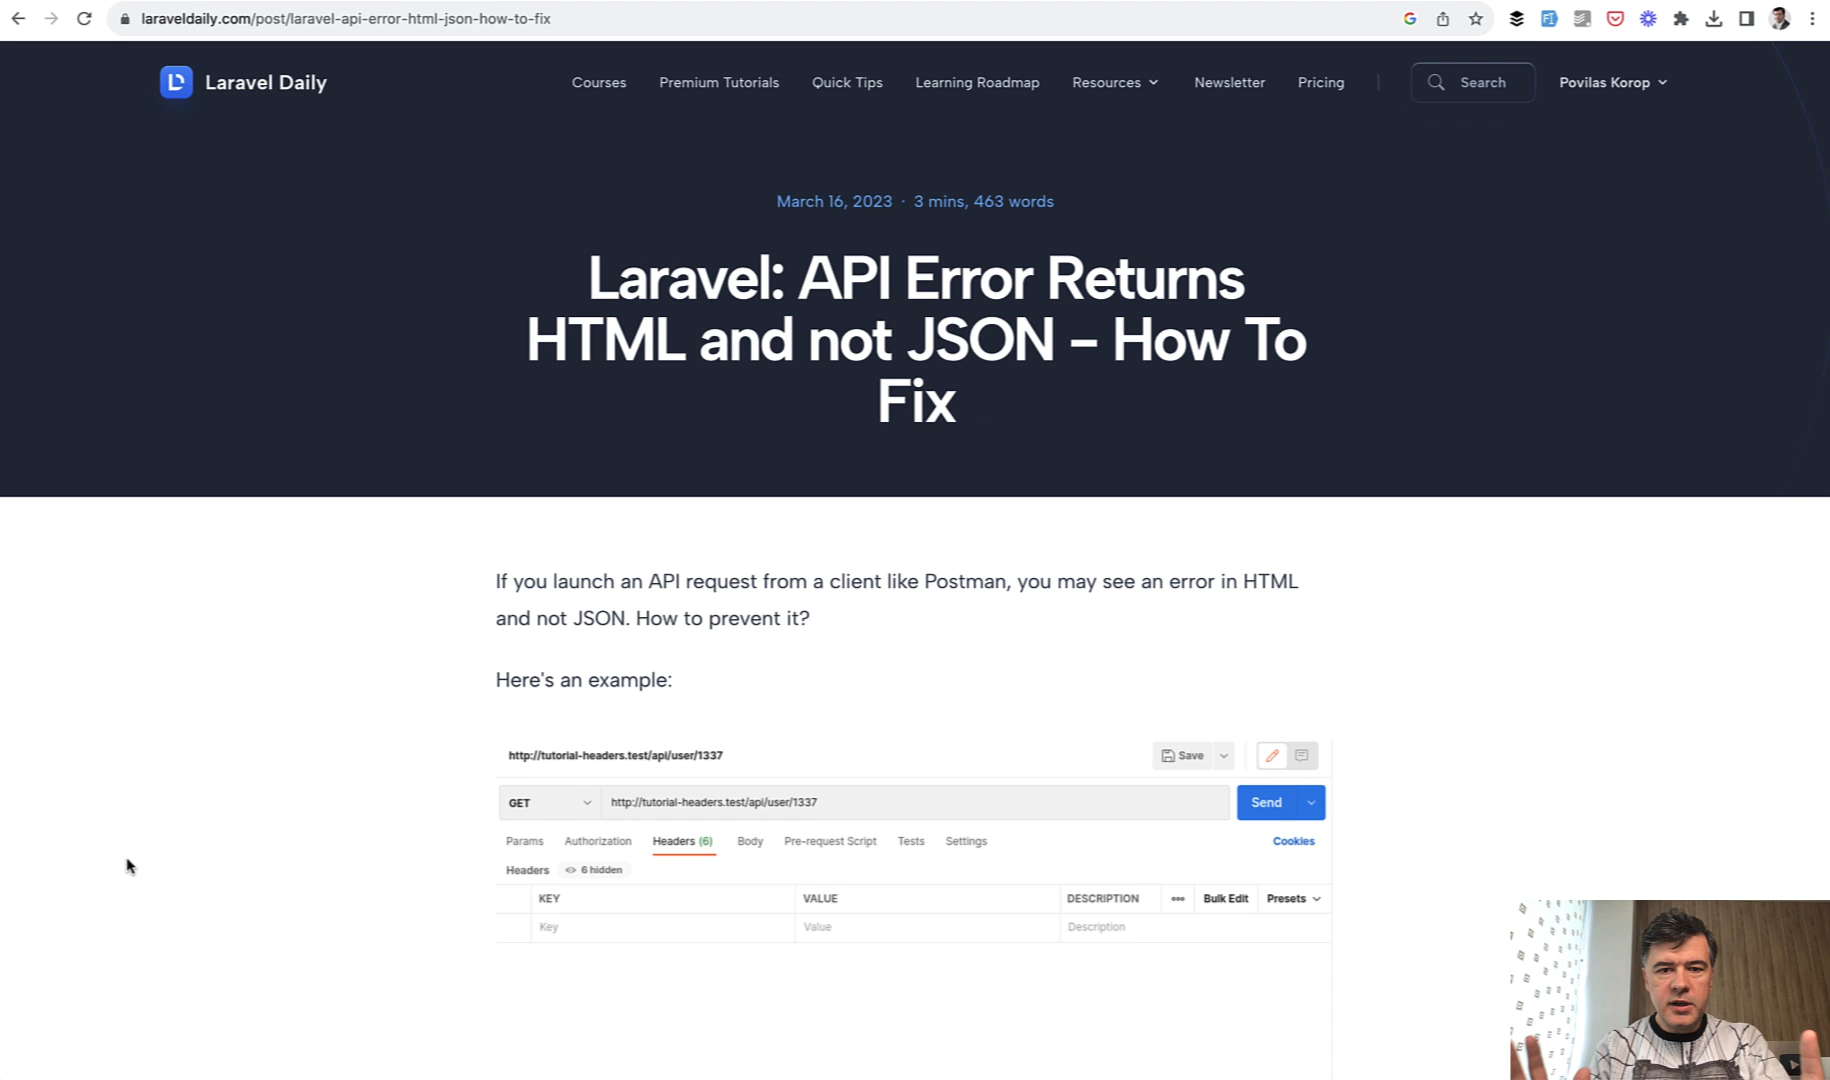 laraveldaily.com/post/laravel-api-error-html-json-how-to-fix
Laravel Daily
Courses Premium Tutorials Quick Tips Learning Roadmap Resources Newsletter Pricing Search Povilas Korop
March 16, 2023 · 3 mins, 463 words
Laravel: API Error Returns
HTML and not JSON – How To
Fix
If you launch an API request from a client like Postman, you may see an error in HTML
and not JSON. How to prevent it?
Here's an example:
http://tutorial-headers.test/api/user/1337 Save
GET http://tutorial-headers.test/api/user/1337 Send
Params Authorization Headers (6) Body Pre-request Script Tests Settings Cookies
Headers 6 hidden
KEY VALUE DESCRIPTION Bulk Edit Presets
Key Value Description